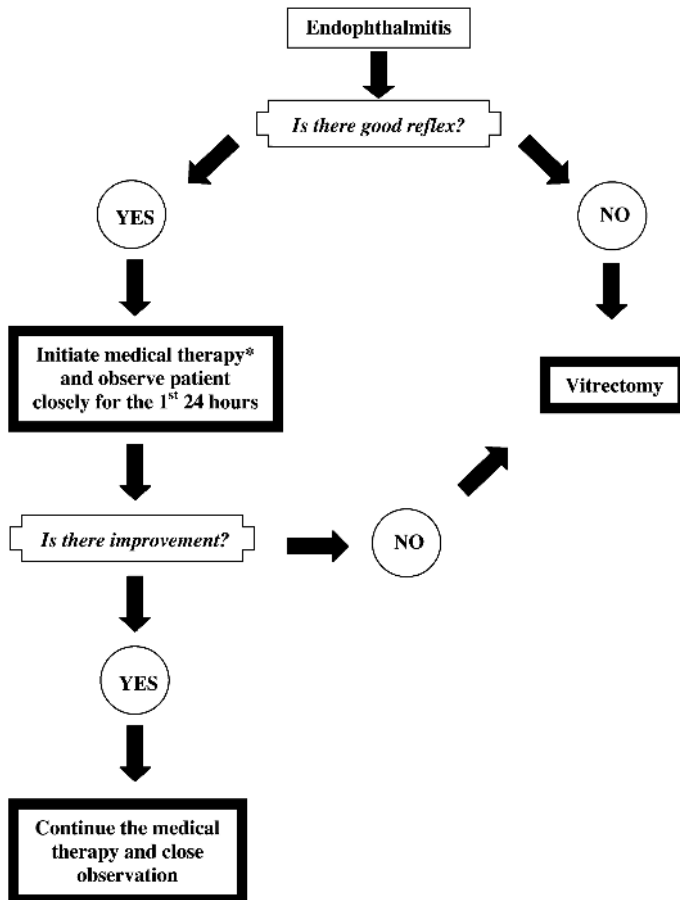 Endophthalmitis
Is there good reflex?
YES
NO
Initiate medical therapy*
and observe patient
closely for the 1st 24 hours
Vitrectomy
Is there improvement?
NO
YES
Continue the medical
therapy and close
observation